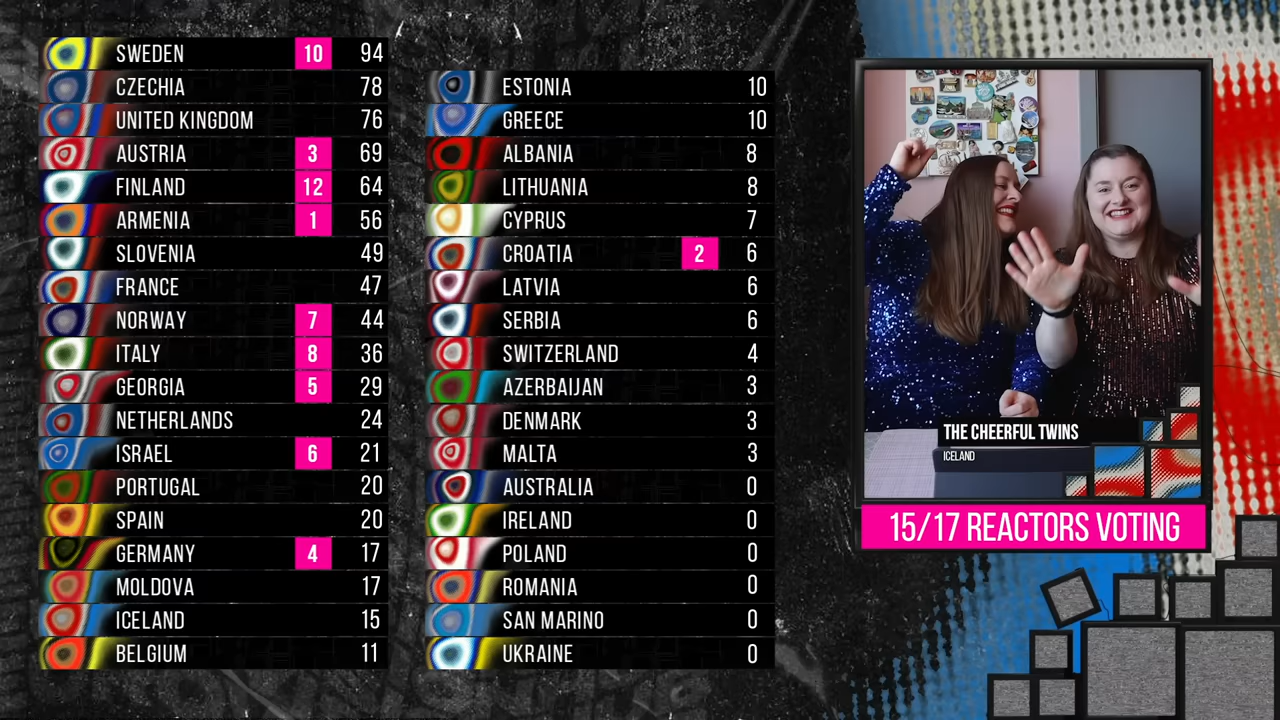 SWEDEN 10 94
CZECHIA 78
UNITED KINGDOM 76
AUSTRIA 3 69
FINLAND 12 64
ARMENIA 1 56
SLOVENIA 49
FRANCE 47
NORWAY 7 44
ITALY 8 36
GEORGIA 5 29
NETHERLANDS 24
ISRAEL 6 21
PORTUGAL 20
SPAIN 20
GERMANY 4 17
MOLDOVA 17
ICELAND 15
BELGIUM 11
ESTONIA 10
GREECE 10
ALBANIA 8
LITHUANIA 8
CYPRUS 7
CROATIA 2 6
LATVIA 6
SERBIA 6
SWITZERLAND 4
AZERBAIJAN 3
DENMARK 3
MALTA 3
AUSTRALIA 0
IRELAND 0
POLAND 0
ROMANIA 0
SAN MARINO 0
UKRAINE 0
THE CHEERFUL TWINS
ICELAND
15/17 REACTORS VOTING